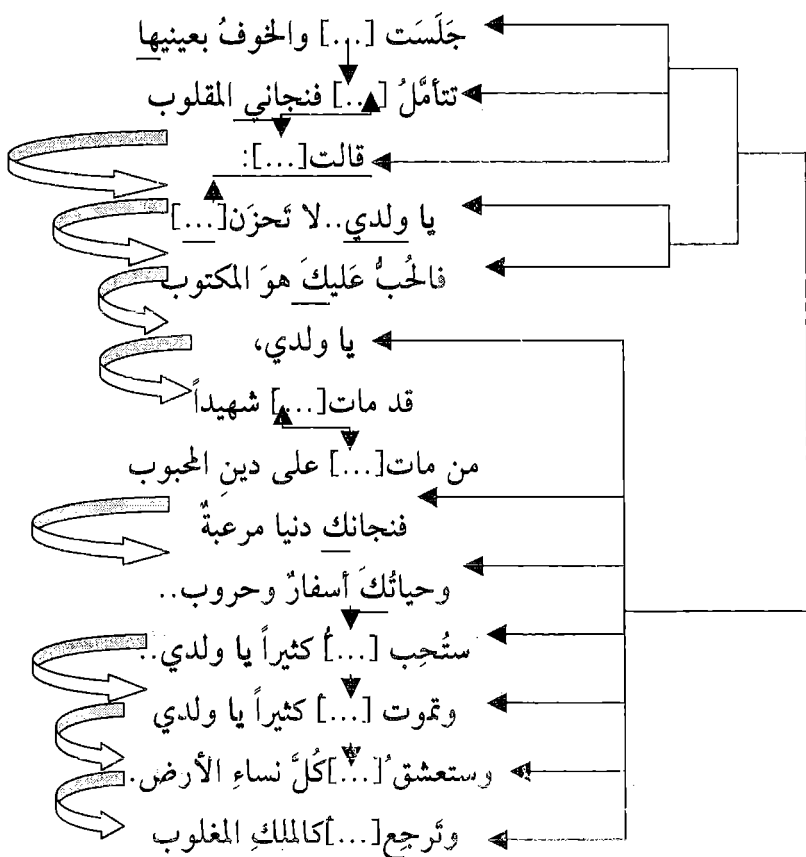 جَلَسَت [...] والخوفُ بعينيها
تتأمَّلُ [...] فنجاني المقلوب
قالت[...]:
يا ولدي..لا تَحزَن[...]
فالحُبُّ عَليكَ هوَ المكتوب
يا ولدي،
قد مات[...] شهيداً
من مات[...] على دينِ المحبوب
فنجانك دنيا مرعبةٌ
وحياتُكَ أسفارٌ وحروب..
ستُحِب [...]ُ كثيراً يا ولدي..
وتموت [...]ُ كثيراً يا ولدي
وستعشق ُ[...]كُلَّ نساءِ الأرض.
وتَرجِع[...]كالملكِ المغلوب